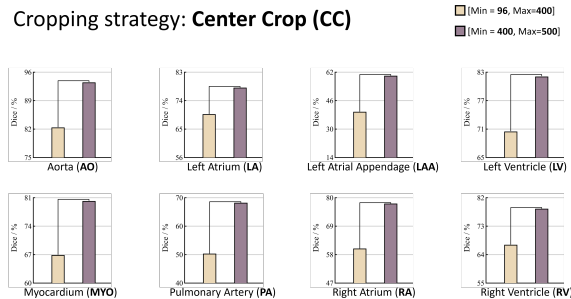 Cropping strategy: Center Crop (CC)
[Min = 96, Max=400]
[Min = 400, Max=500]
96
89
82
75
Dice / %
Aorta (AO)
83
74
65
56
Dice / %
Left Atrium (LA)
62
46
30
14
Dice / %
Left Atrial Appendage (LAA)
83
77
71
65
Dice / %
Left Ventricle (LV)
81
74
67
60
Dice / %
Myocardium (MYO)
70
60
50
40
Dice / %
Pulmonary Artery (PA)
80
69
58
47
Dice / %
Right Atrium (RA)
82
73
64
55
Dice / %
Right Ventricle (RV)